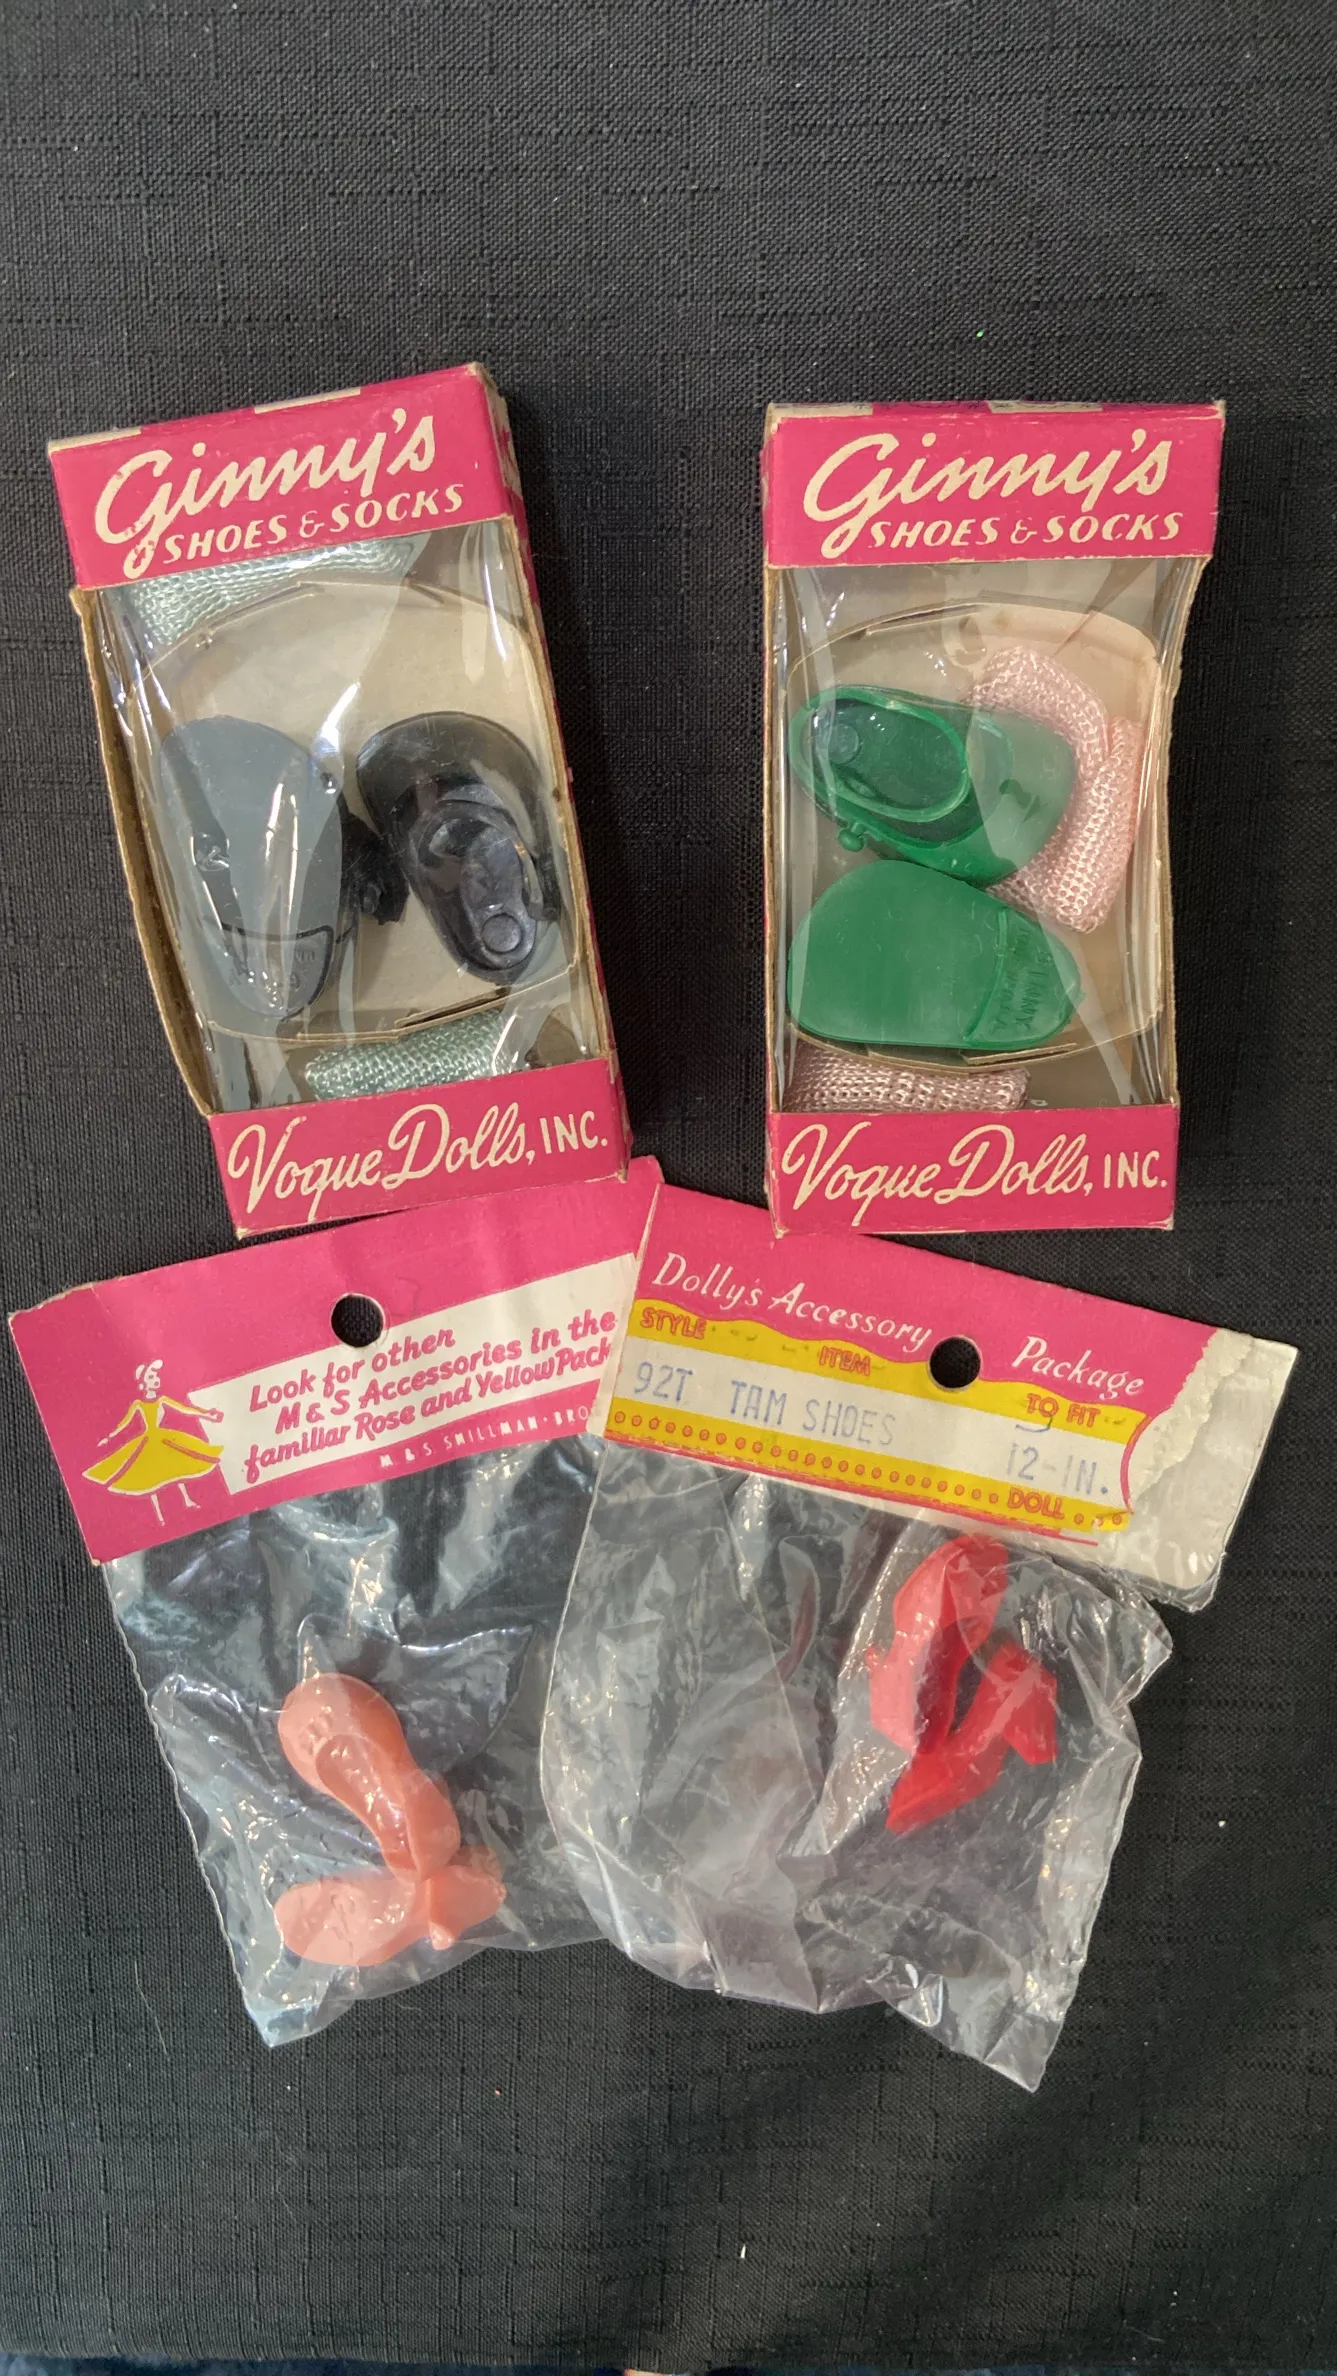 Ginny's
SHOES & SOCKS
Vogue Dolls, INC.
Ginny's
SHOES & SOCKS
Vogue Dolls, INC.
Look for other
M & S Accessories in the
familiar Rose and Yellow Pack
M & S SHILLMAN · BRO
Dolly's Accessory Package
STYLE ITEM TO FIT
92T TAM SHOES 12-IN.
DOLL